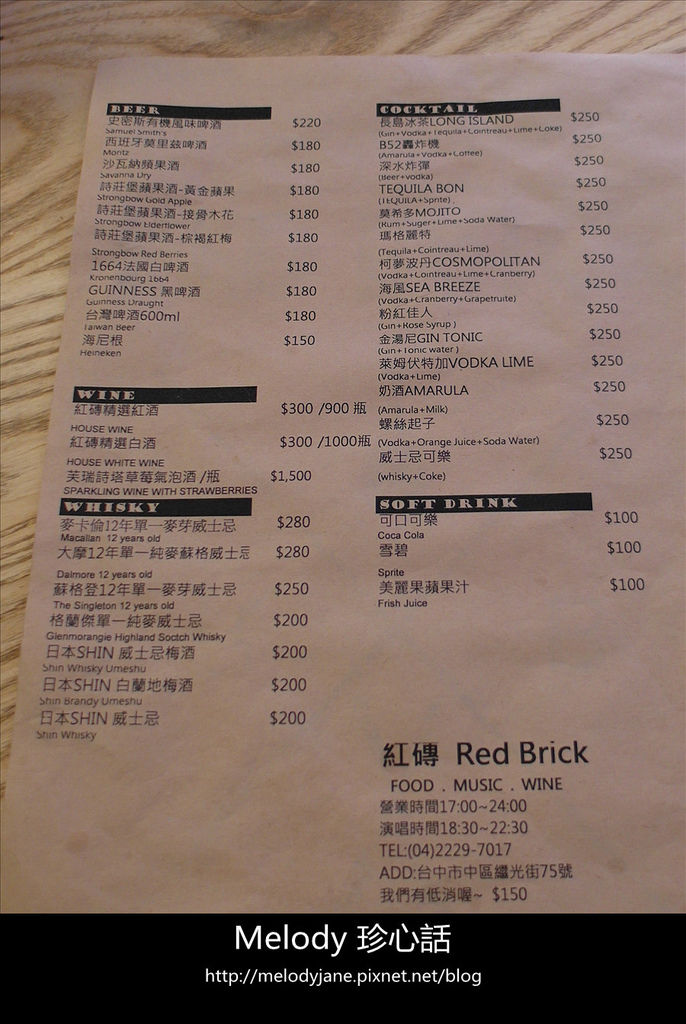 BEER
史密斯有機風味啤酒 $220
Samuel Smith's
西班牙莫里茲啤酒 $180
Moritz
沙瓦納頻果酒 $180
Savanna Dry
詩莊堡蘋果酒-黃金蘋果 $180
Strongbow Gold Apple
詩莊堡蘋果酒-接骨木花 $180
Strongbow Elderflower
詩莊堡蘋果酒-棕褐紅梅 $180
Strongbow Red Berries
1664法國白啤酒 $180
Kronenbourg 1664
GUINNESS 黑啤酒 $180
Guinness Draught
台灣啤酒600ml $180
Taiwan Beer
海尼根 $150
Heineken
WINE
紅磚精選紅酒 $300 /900 瓶
HOUSE WINE
紅磚精選白酒 $300 /1000瓶
HOUSE WHITE WINE
芙瑞詩塔草莓氣泡酒 /瓶 $1,500
SPARKLING WINE WITH STRAWBERRIES
WHISKY
麥卡倫12年單一麥芽威士忌 $280
Macallan 12 years old
大摩12年單一純麥蘇格威士忌 $280
Dalmore 12 years old
蘇格登12年單一麥芽威士忌 $250
The Singleton 12 years old
格蘭傑單一純麥威士忌 $200
Glenmorangie Highland Soctch Whisky
日本SHIN 威士忌梅酒 $200
Shin Whisky Umeshu
日本SHIN 白蘭地梅酒 $200
Shin Brandy Umeshu
日本SHIN 威士忌 $200
Shin Whisky
COCKTAIL
長島冰茶LONG ISLAND $250
(Gin+Vodka+Tequila+Cointreau+Lime+Coke)
B52轟炸機 $250
(Amarula+Vodka+Coffee)
深水炸彈 $250
(Beer+vodka)
TEQUILA BON $250
(TEQUILA+Sprite)
莫希多MOJITO $250
(Rum+Suger+Lime+Soda Water)
瑪格麗特 $250
(Tequila+Cointreau+Lime)
柯夢波丹COSMOPOLITAN $250
(Vodka+Cointreau+Lime+Cranberry)
海風SEA BREEZE $250
(Vodka+Cranberry+Grapefruite)
粉紅佳人 $250
(Gin+Rose Syrup )
金湯尼GIN TONIC $250
(Gin+Tonic water )
萊姆伏特加VODKA LIME $250
(Vodka+Lime)
奶酒AMARULA $250
(Amarula+Milk)
螺絲起子 $250
(Vodka+Orange Juice+Soda Water)
威士忌可樂 $250
(whisky+Coke)
SOFT DRINK
可口可樂 $100
Coca Cola
雪碧 $100
Sprite
美麗果蘋果汁 $100
Frish Juice
紅磚 Red Brick
FOOD . MUSIC . WINE
營業時間17:00~24:00
演唱時間18:30~22:30
TEL:(04)2229-7017
ADD:台中市中區繼光街75號
我們有低消喔~ $150
Melody 珍心話
http://melodyjane.pixnet.net/blog